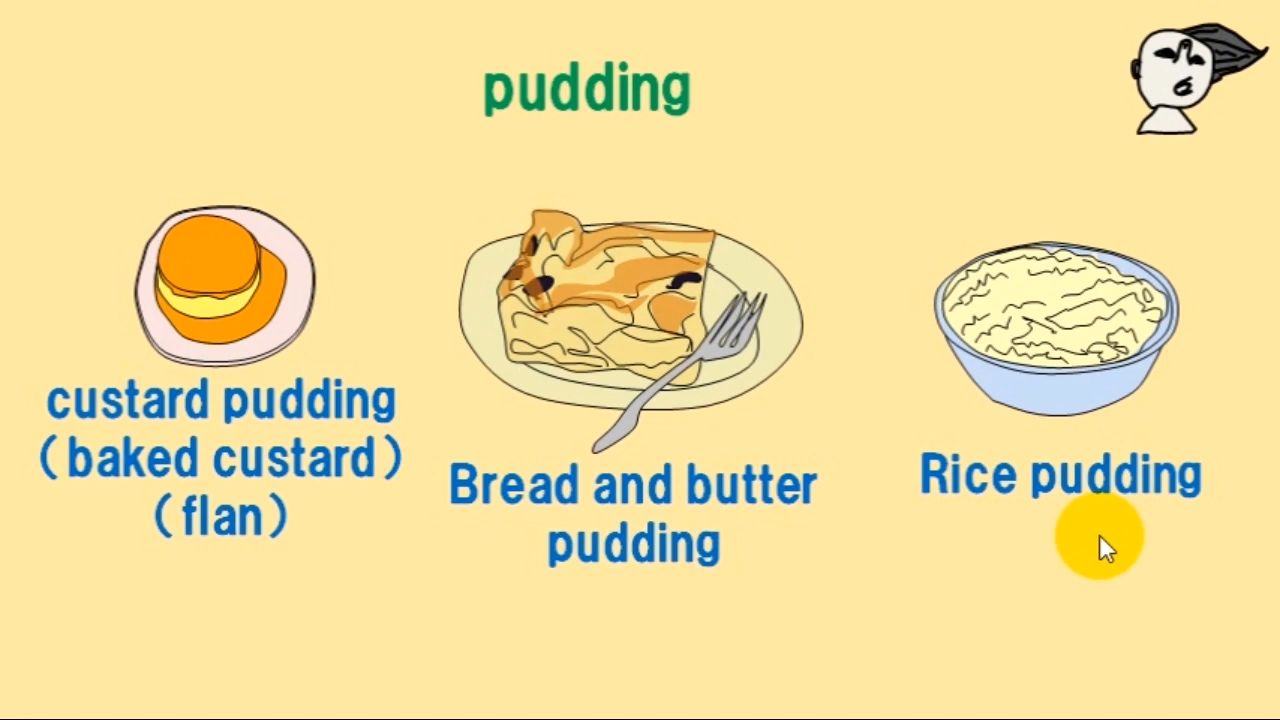 pudding
custard pudding
（baked custard）
（flan）
Bread and butter
pudding
Rice pudding